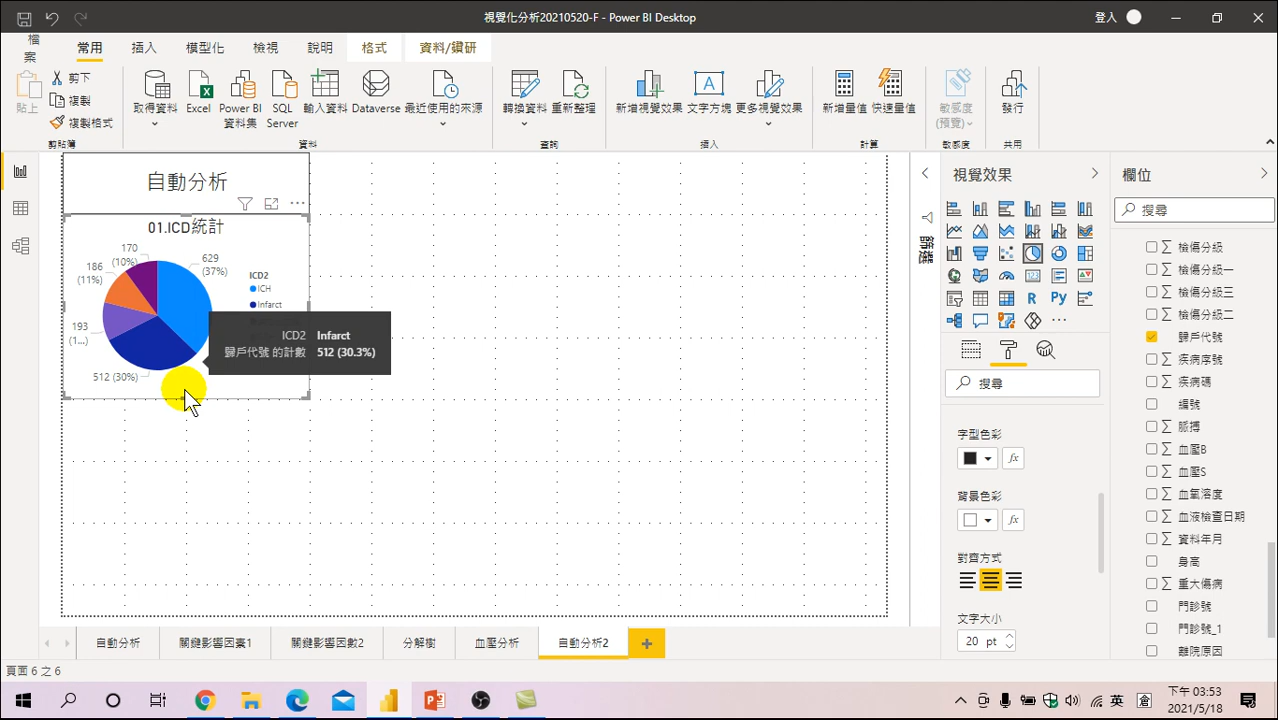 視覺化分析20210520-F - Power BI Desktop
登入
檔案
常用
插入
模型化
檢視
說明
格式
資料/鑽研
貼上
剪下
複製
複製格式
剪貼簿
取得資料
Excel
Power BI
資料集
SQL
Server
輸入資料
Dataverse
最近使用的來源
資料
轉換資料
重新整理
查詢
新增視覺效果
文字方塊
更多視覺效果
插入
新增量值
快速量值
計算
敏感度
(預覽)
敏感度
發行
共用
自動分析
01.ICD統計
170
(10%)
186
(11%)
193
(1...)
512 (30%)
629
(37%)
ICD2
ICH
Infarct
ICD2 Infarct
歸戶代號 的計數 512 (30.3%)
篩選
視覺效果
R
Py
搜尋
字型色彩
fx
背景色彩
fx
對齊方式
文字大小
20 pt
欄位
搜尋
檢傷分級
檢傷分級一
檢傷分級三
檢傷分級二
歸戶代號
疾病序號
疾病碼
編號
脈搏
血壓B
血壓S
血氧溶度
血液檢查日期
資料年月
身高
重大傷病
門診號
門診號_1
離院原因
自動分析
關鍵影響因素1
關鍵影響因數2
分解樹
血壓分析
自動分析2
頁面 6 之 6
英
倉
下午 03:53
2021/5/18